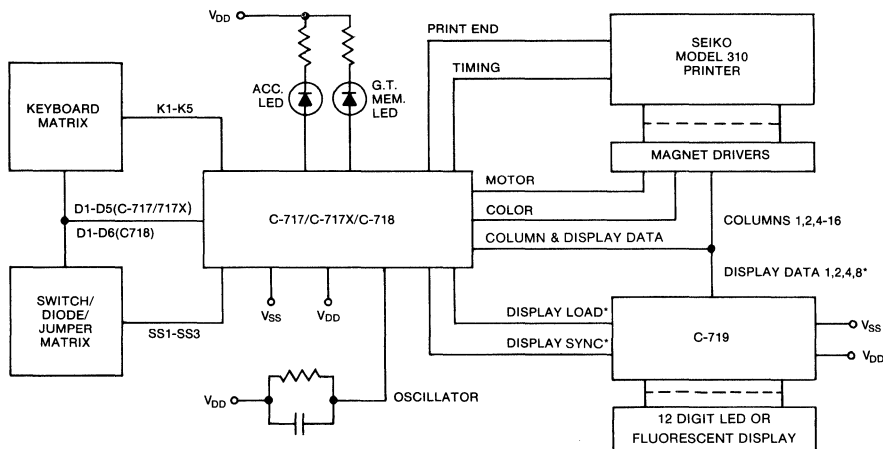 VDD
PRINT END
SEIKO
MODEL 310
PRINTER
TIMING
ACC.
LED
G.T.
MEM.
LED
KEYBOARD
MATRIX
K1-K5
MAGNET DRIVERS
MOTOR
COLOR
COLUMN & DISPLAY DATA
COLUMNS 1,2,4-16
D1-D5(C-717/717X)
D1-D6(C718)
C-717/C-717X/C-718
DISPLAY DATA 1,2,4,8*
SWITCH/
DIODE/
JUMPER
MATRIX
SS1-SS3
VSS
VDD
DISPLAY LOAD*
DISPLAY SYNC*
C-719
VSS
VDD
VDD
OSCILLATOR
12 DIGIT LED OR
FLUORESCENT DISPLAY